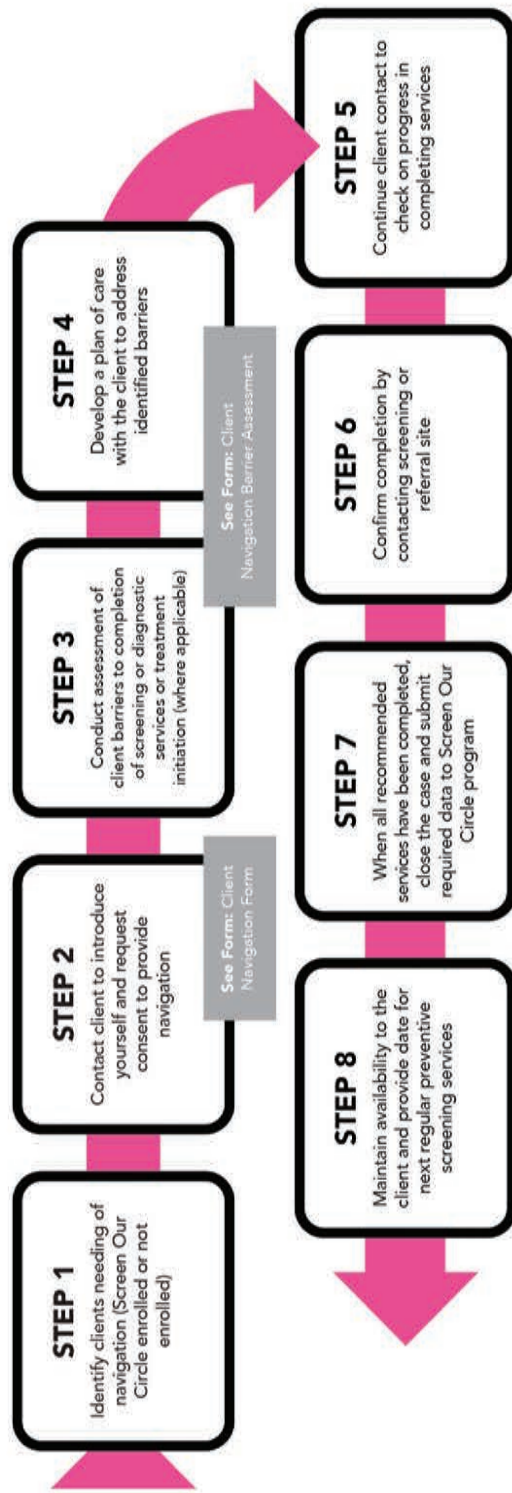 STEP 1
Identify clients needing of
navigation (Screen Our
Circle enrolled or not
enrolled)
STEP 2
Contact client to introduce
yourself and request
consent to provide
navigation
See Form: Client
Navigation Form
STEP 3
Conduct assessment of
client barriers to completion
of screening or diagnostic
services or treatment
initiation (where applicable)
See Form: Client
Navigation Barrier Assessment
STEP 4
Develop a plan of care
with the client to address
identified barriers
STEP 5
Continue client contact to
check on progress in
completing services
STEP 6
Confirm completion by
contacting screening or
referral site
STEP 7
When all recommended
services have been completed,
close the case and submit
required data to Screen Our
Circle program
STEP 8
Maintain availability to the
client and provide date for
next regular preventive
screening services